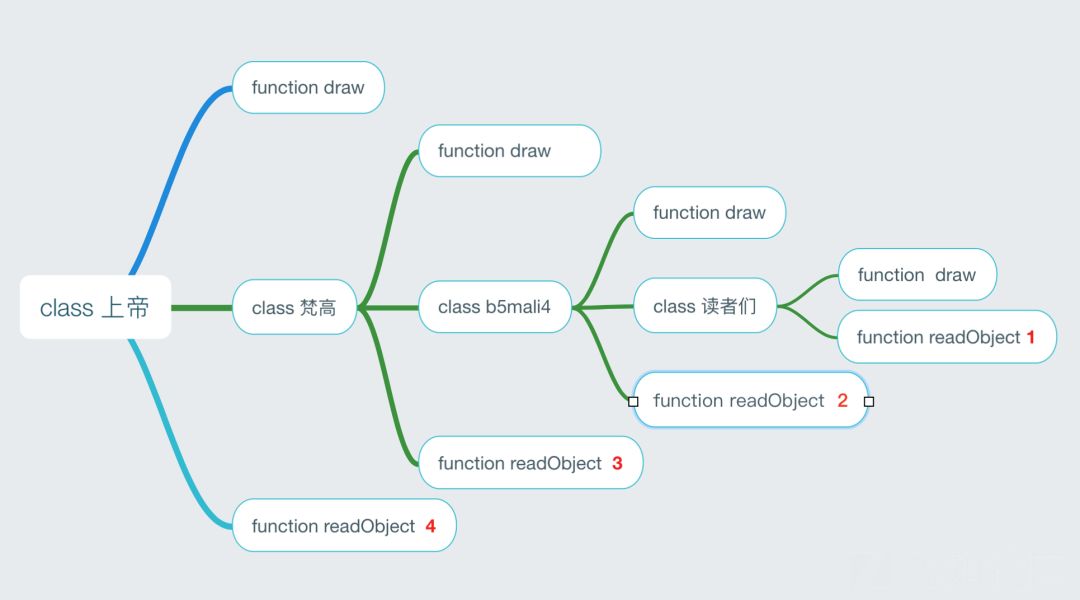 function draw
function draw
function draw
function  draw
class 上帝
class 梵高
class b5mali4
class 读者们
function readObject 1
function readObject 2
function readObject 3
function readObject 4